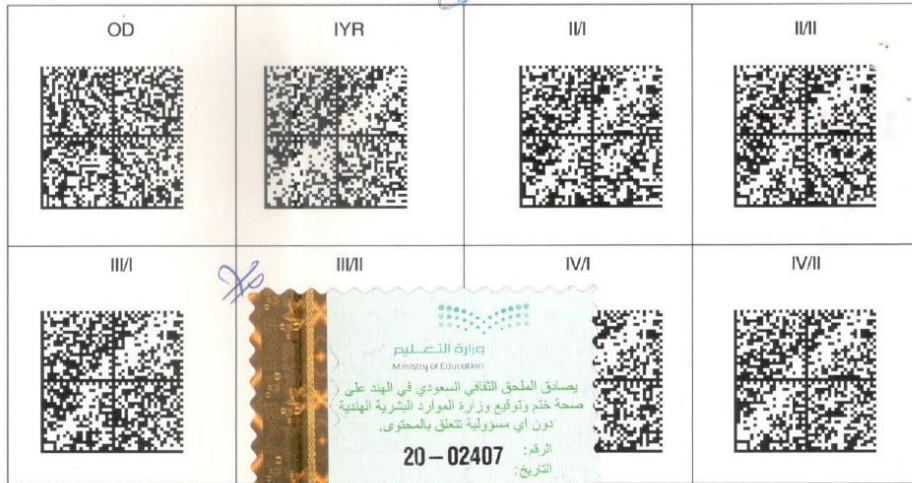 OD IYR II/I II/II
III/I III/II IV/I IV/II
وزارة التعليم
Ministry of Education
يصادق الملحق الثقافي السعودي في الهند على
صحة ختم وتوقيع وزارة الموارد البشرية الهندية
دون اي مسؤولية تتعلق بالمحتوى.
الرقم: 20 – 02407
التاريخ: